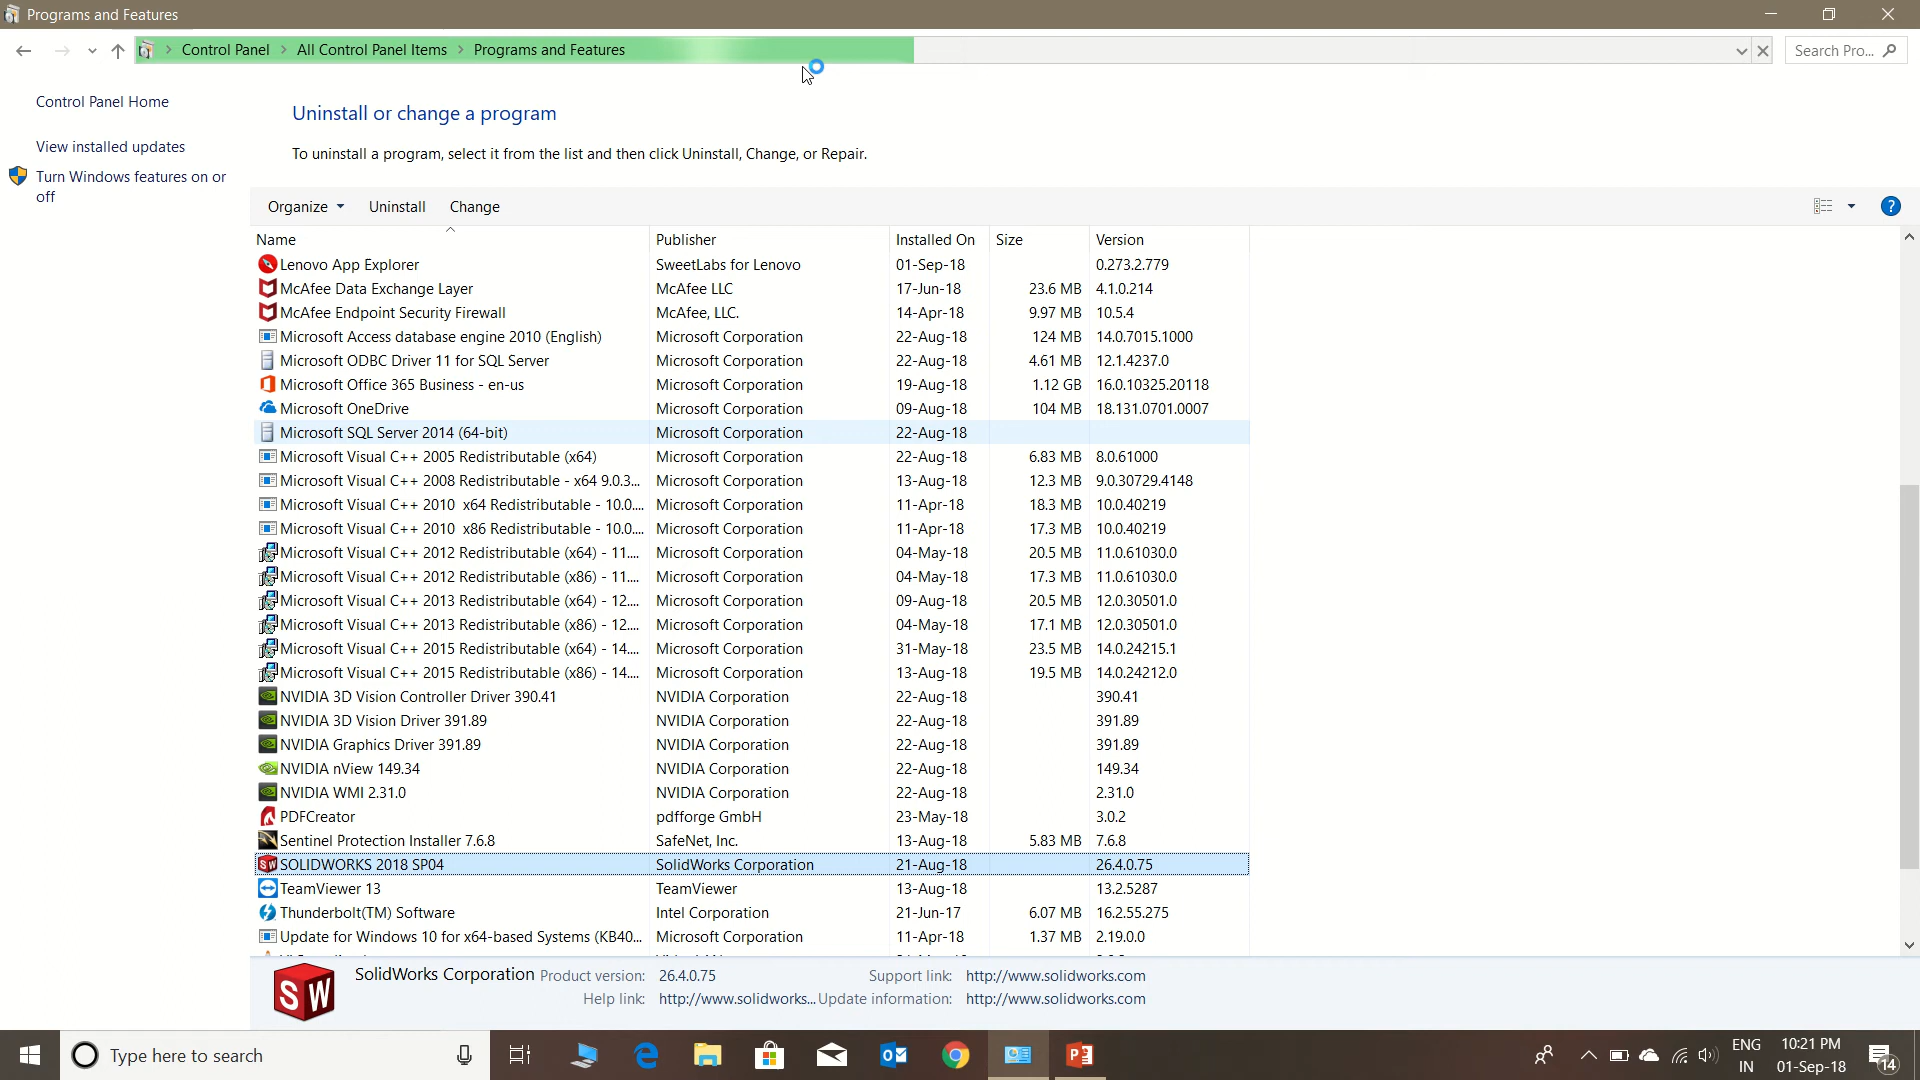 Programs and Features
Control Panel > All Control Panel Items > Programs and Features
Search Pro...
Control Panel Home
View installed updates
Turn Windows features on or
off
Uninstall or change a program
To uninstall a program, select it from the list and then click Uninstall, Change, or Repair.
Organize Uninstall Change
?
Name Publisher Installed On Size Version
Lenovo App Explorer SweetLabs for Lenovo 01-Sep-18 0.273.2.779
McAfee Data Exchange Layer McAfee LLC 17-Jun-18 23.6 MB 4.1.0.214
McAfee Endpoint Security Firewall McAfee, LLC. 14-Apr-18 9.97 MB 10.5.4
Microsoft Access database engine 2010 (English) Microsoft Corporation 22-Aug-18 124 MB 14.0.7015.1000
Microsoft ODBC Driver 11 for SQL Server Microsoft Corporation 22-Aug-18 4.61 MB 12.1.4237.0
Microsoft Office 365 Business - en-us Microsoft Corporation 19-Aug-18 1.12 GB 16.0.10325.20118
Microsoft OneDrive Microsoft Corporation 09-Aug-18 104 MB 18.131.0701.0007
Microsoft SQL Server 2014 (64-bit) Microsoft Corporation 22-Aug-18
Microsoft Visual C++ 2005 Redistributable (x64) Microsoft Corporation 22-Aug-18 6.83 MB 8.0.61000
Microsoft Visual C++ 2008 Redistributable - x64 9.0.3... Microsoft Corporation 13-Aug-18 12.3 MB 9.0.30729.4148
Microsoft Visual C++ 2010 x64 Redistributable - 10.0.... Microsoft Corporation 11-Apr-18 18.3 MB 10.0.40219
Microsoft Visual C++ 2010 x86 Redistributable - 10.0.... Microsoft Corporation 11-Apr-18 17.3 MB 10.0.40219
Microsoft Visual C++ 2012 Redistributable (x64) - 11.... Microsoft Corporation 04-May-18 20.5 MB 11.0.61030.0
Microsoft Visual C++ 2012 Redistributable (x86) - 11.... Microsoft Corporation 04-May-18 17.3 MB 11.0.61030.0
Microsoft Visual C++ 2013 Redistributable (x64) - 12.... Microsoft Corporation 09-Aug-18 20.5 MB 12.0.30501.0
Microsoft Visual C++ 2013 Redistributable (x86) - 12.... Microsoft Corporation 04-May-18 17.1 MB 12.0.30501.0
Microsoft Visual C++ 2015 Redistributable (x64) - 14.... Microsoft Corporation 31-May-18 23.5 MB 14.0.24215.1
Microsoft Visual C++ 2015 Redistributable (x86) - 14.... Microsoft Corporation 13-Aug-18 19.5 MB 14.0.24212.0
NVIDIA 3D Vision Controller Driver 390.41 NVIDIA Corporation 22-Aug-18 390.41
NVIDIA 3D Vision Driver 391.89 NVIDIA Corporation 22-Aug-18 391.89
NVIDIA Graphics Driver 391.89 NVIDIA Corporation 22-Aug-18 391.89
NVIDIA nView 149.34 NVIDIA Corporation 22-Aug-18 149.34
NVIDIA WMI 2.31.0 NVIDIA Corporation 22-Aug-18 2.31.0
PDFCreator pdfforge GmbH 23-May-18 3.0.2
Sentinel Protection Installer 7.6.8 SafeNet, Inc. 13-Aug-18 5.83 MB 7.6.8
SW SOLIDWORKS 2018 SP04 SolidWorks Corporation 21-Aug-18 26.4.0.75
TeamViewer 13 TeamViewer 13-Aug-18 13.2.5287
Thunderbolt(TM) Software Intel Corporation 21-Jun-17 6.07 MB 16.2.55.275
Update for Windows 10 for x64-based Systems (KB40... Microsoft Corporation 11-Apr-18 1.37 MB 2.19.0.0
SW
SolidWorks Corporation Product version: 26.4.0.75 Support link: http://www.solidworks.com
Help link: http://www.solidworks... Update information: http://www.solidworks.com
Type here to search
ENG
IN
10:21 PM
01-Sep-18
14